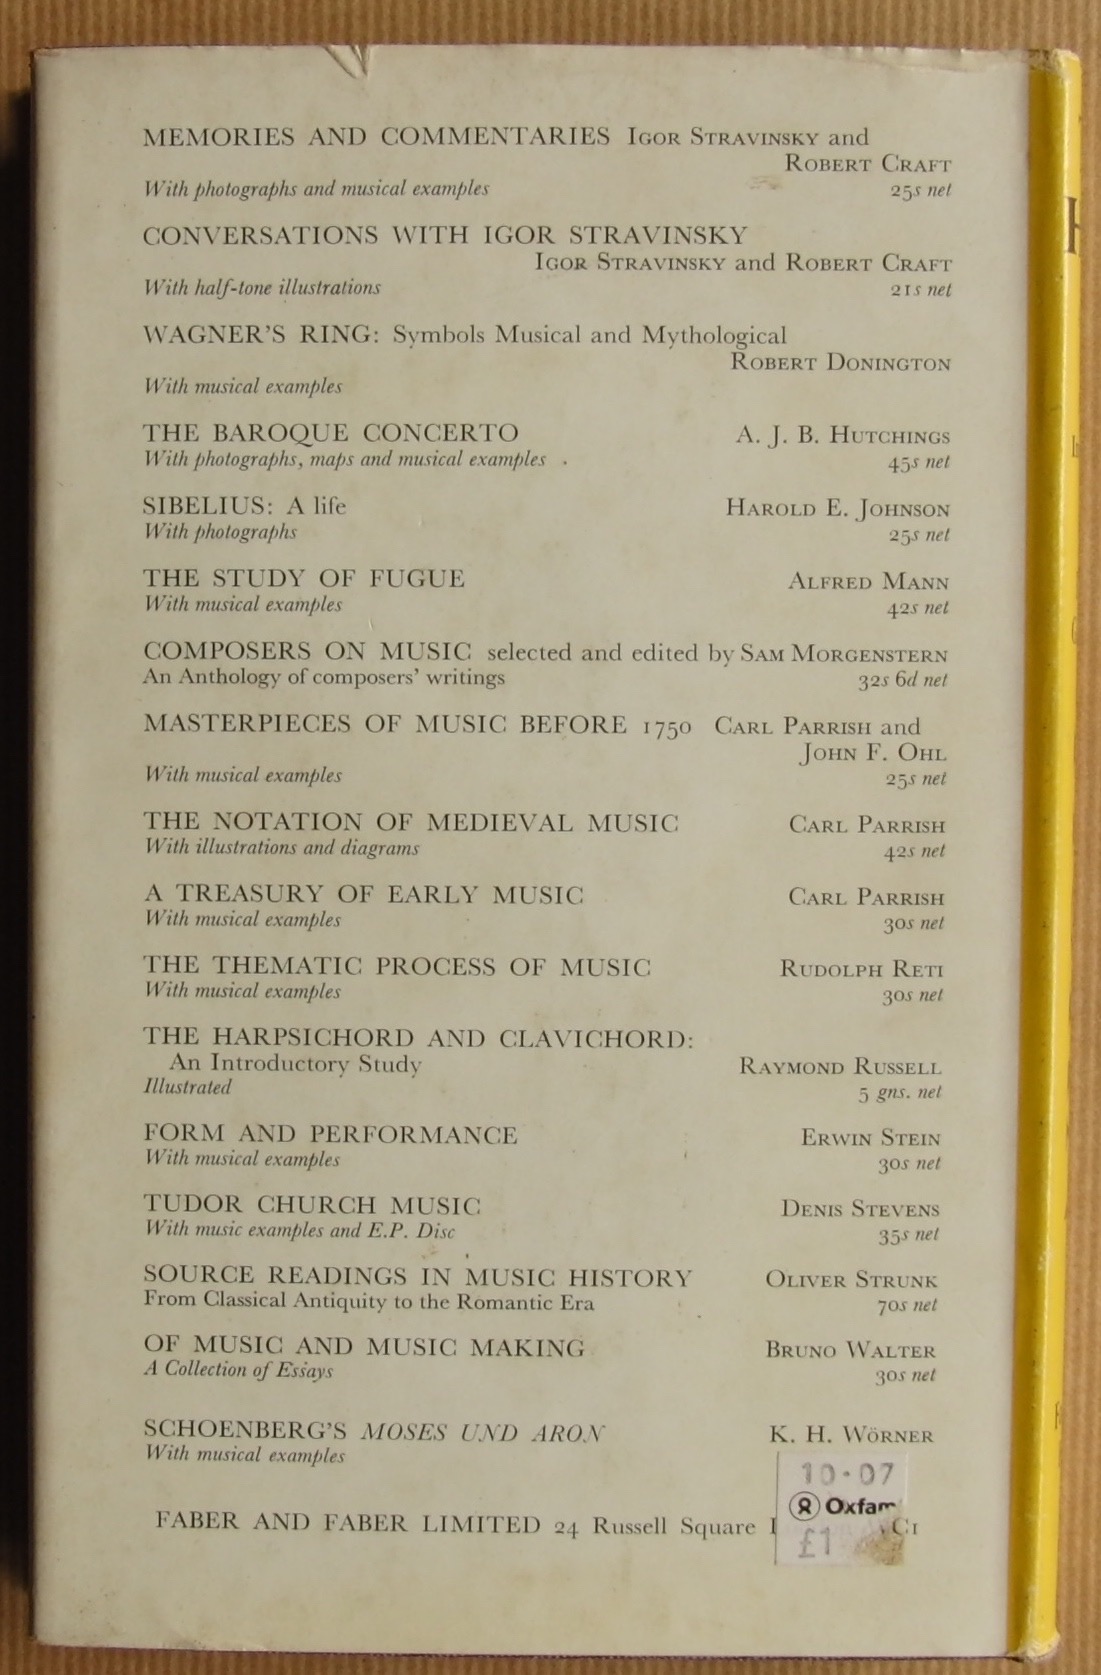 MEMORIES AND COMMENTARIES IGOR STRAVINSKY and
ROBERT CRAFT
With photographs and musical examples 25s net
CONVERSATIONS WITH IGOR STRAVINSKY
IGOR STRAVINSKY and ROBERT CRAFT
With half-tone illustrations 21s net
WAGNER'S RING: Symbols Musical and Mythological
ROBERT DONINGTON
With musical examples
THE BAROQUE CONCERTO A. J. B. HUTCHINGS
With photographs, maps and musical examples 45s net
SIBELIUS: A life HAROLD E. JOHNSON
With photographs 25s net
THE STUDY OF FUGUE ALFRED MANN
With musical examples 42s net
COMPOSERS ON MUSIC selected and edited by SAM MORGENSTERN
An Anthology of composers' writings 32s 6d net
MASTERPIECES OF MUSIC BEFORE 1750 CARL PARRISH and
JOHN F. OHL
With musical examples 25s net
THE NOTATION OF MEDIEVAL MUSIC CARL PARRISH
With illustrations and diagrams 42s net
A TREASURY OF EARLY MUSIC CARL PARRISH
With musical examples 30s net
THE THEMATIC PROCESS OF MUSIC RUDOLPH RETI
With musical examples 30s net
THE HARPSICHORD AND CLAVICHORD:
An Introductory Study RAYMOND RUSSELL
Illustrated 5 gns. net
FORM AND PERFORMANCE ERWIN STEIN
With musical examples 30s net
TUDOR CHURCH MUSIC DENIS STEVENS
With music examples and E.P. Disc 35s net
SOURCE READINGS IN MUSIC HISTORY OLIVER STRUNK
From Classical Antiquity to the Romantic Era 70s net
OF MUSIC AND MUSIC MAKING BRUNO WALTER
A Collection of Essays 30s net
SCHOENBERG'S MOSES UND ARON K. H. WÖRNER
With musical examples
10·07
Oxfam
£1
FABER AND FABER LIMITED 24 Russell Square